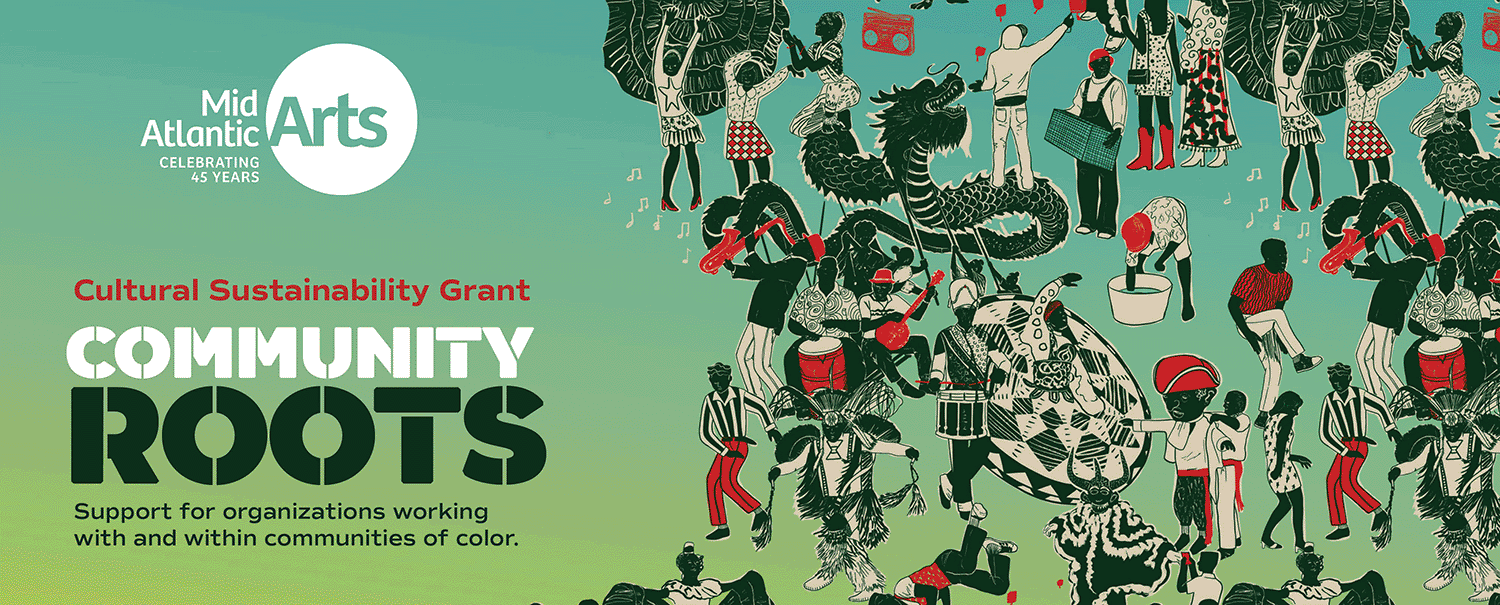 Mid
Atlantic Arts
CELEBRATING
45 YEARS
Cultural Sustainability Grant
COMMUNITY
ROOTS
Support for organizations working
with and within communities of color.